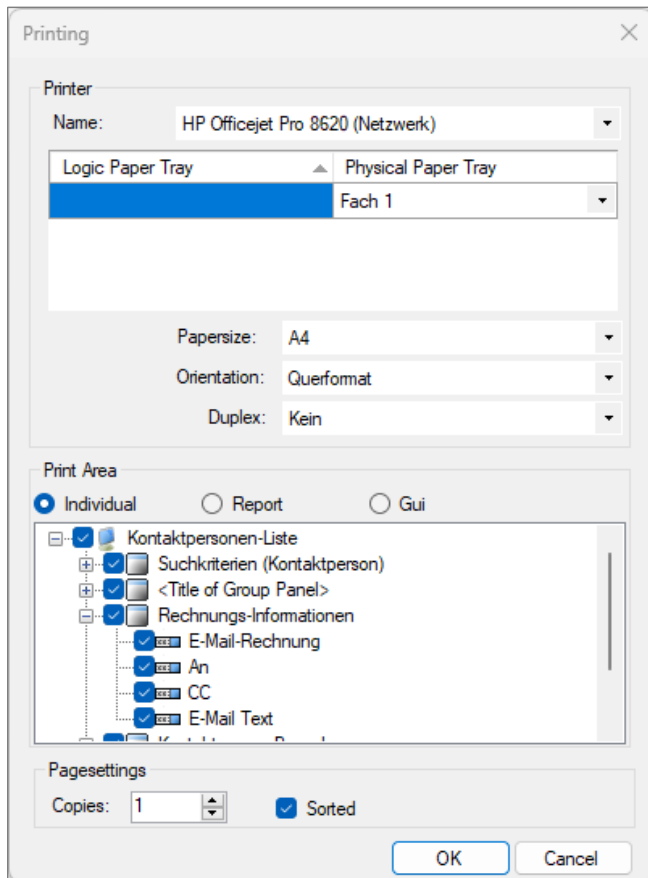 Printing
Printer
Name: HP Officejet Pro 8620 (Netzwerk)
Logic Paper Tray Physical Paper Tray
Fach 1
Papersize: A4
Orientation: Querformat
Duplex: Kein
Print Area
Individual Report Gui
Kontaktpersonen-Liste
Suchkriterien (Kontaktperson)
<Title of Group Panel>
Rechnungs-Informationen
E-Mail-Rechnung
An
CC
E-Mail Text
Pagesettings
Copies: 1 Sorted
OK Cancel